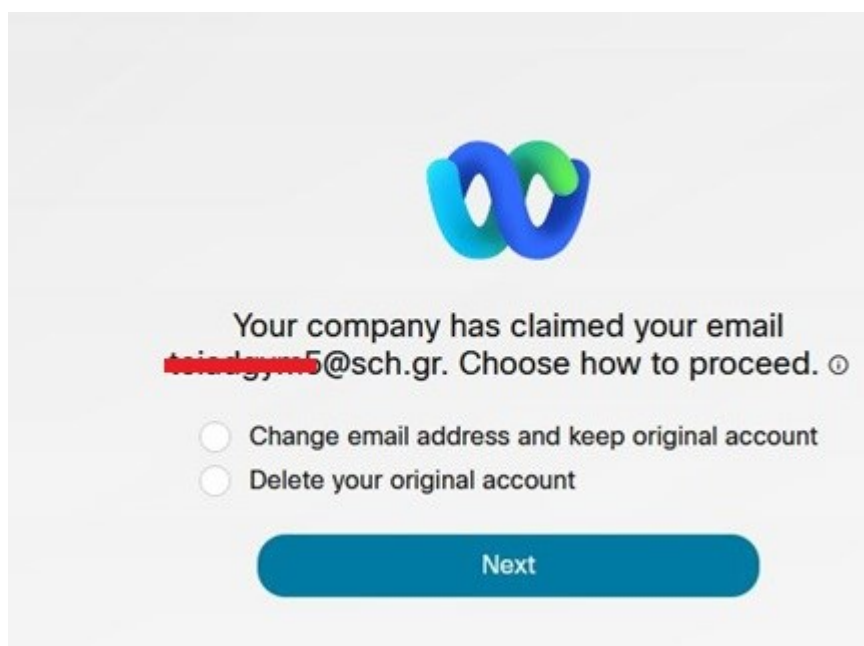 Your company has claimed your email
@sch.gr. Choose how to proceed.
Change email address and keep original account
Delete your original account
Next